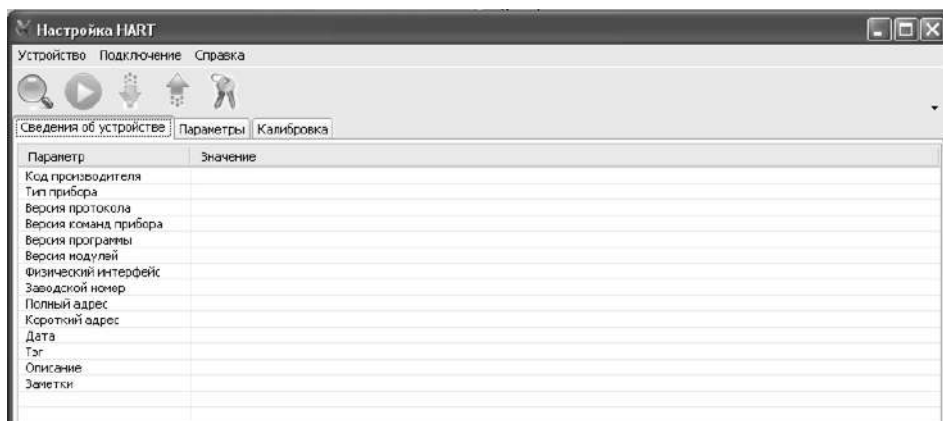 Настройка HART
Устройство Подключение Справка
Сведения об устройстве Параметры Калибровка
Параметр Значение
Код производителя
Тип прибора
Версия протокола
Версия команд прибора
Версия программы
Версия модулей
Физический интерфейс
Заводской номер
Полный адрес
Короткий адрес
Дата
Тэг
Описание
Заметки